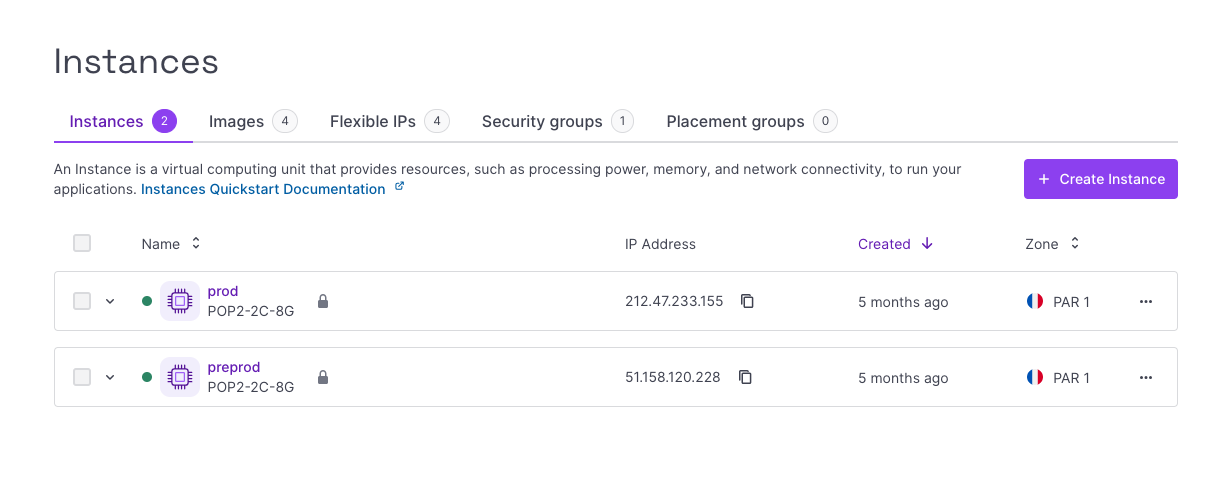 Instances
Instances 2 Images 4 Flexible IPs 4 Security groups 1 Placement groups 0
An Instance is a virtual computing unit that provides resources, such as processing power, memory, and network connectivity, to run your
applications. Instances Quickstart Documentation
+ Create Instance
Name IP Address Created Zone
prod
POP2-2C-8G
212.47.233.155 5 months ago PAR 1
preprod
POP2-2C-8G
51.158.120.228 5 months ago PAR 1